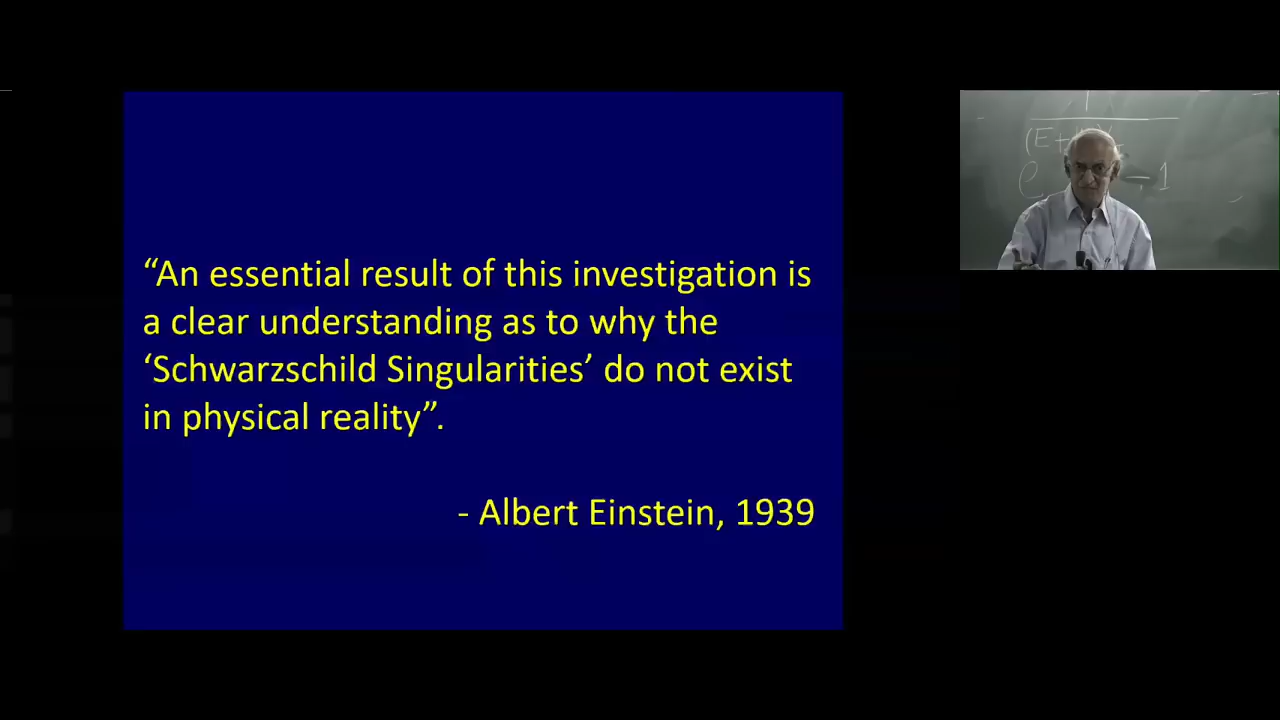 “An essential result of this investigation is
a clear understanding as to why the
‘Schwarzschild Singularities’ do not exist
in physical reality”.
- Albert Einstein, 1939
(E+
1